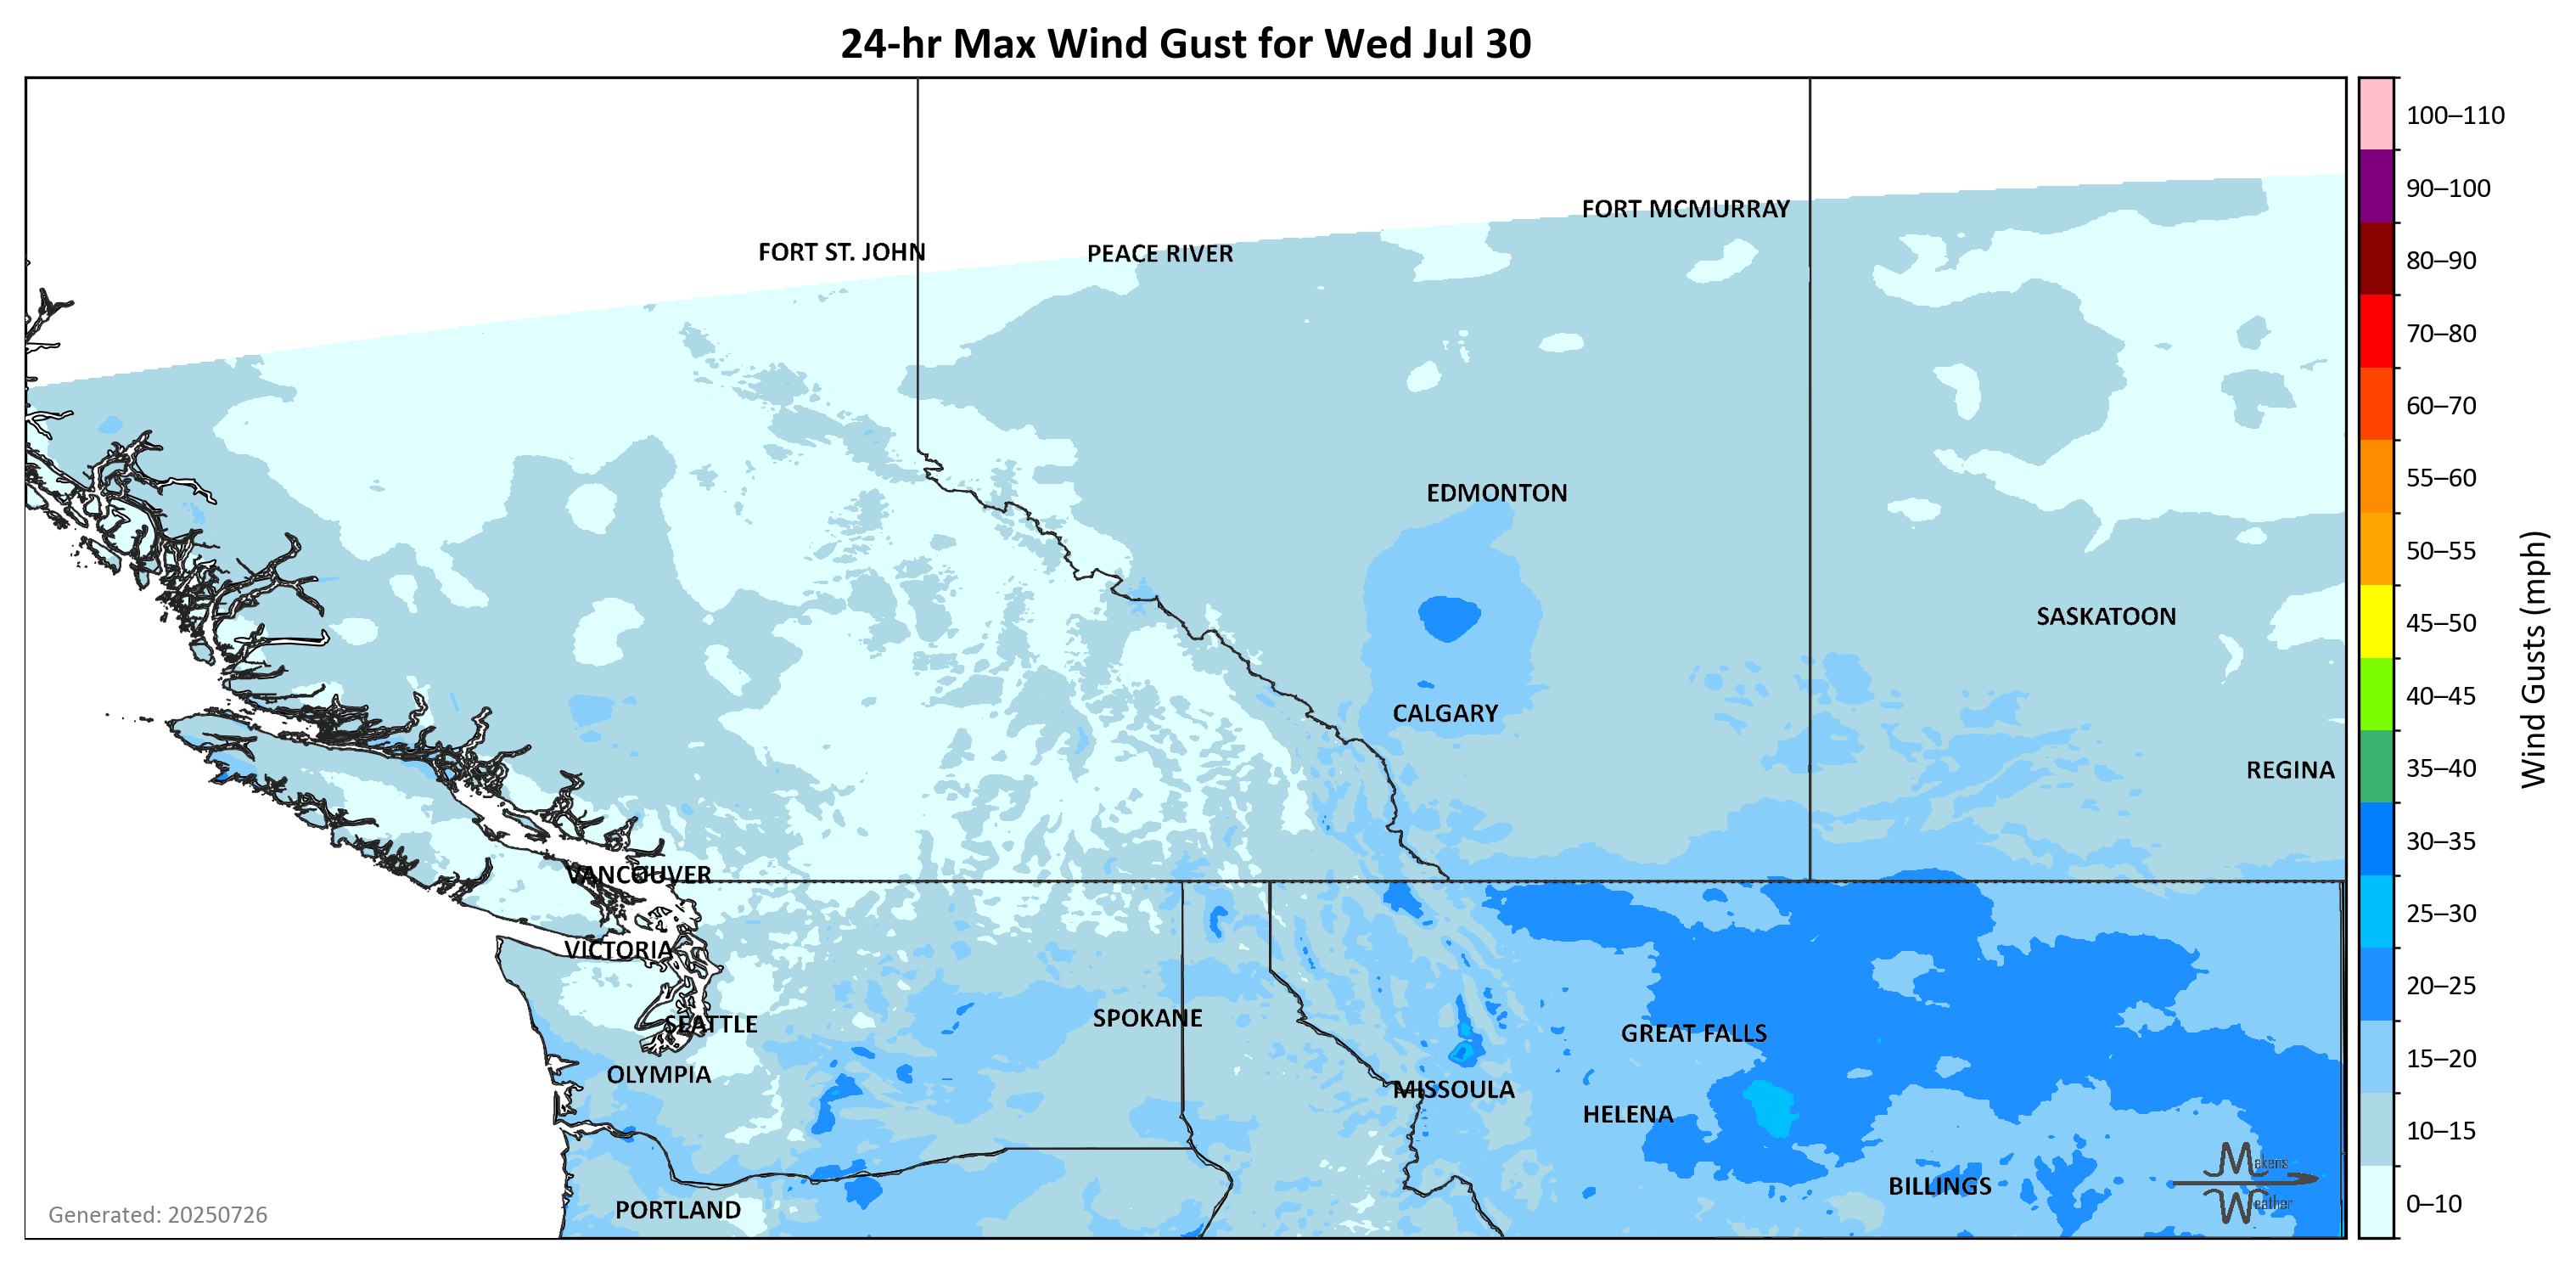 24-hr Max Wind Gust for Wed Jul 30
100–110
90–100
80–90
70–80
60–70
55–60
50–55
45–50
40–45
35–40
30–35
25–30
20–25
15–20
10–15
0–10
Wind Gusts (mph)
FORT MCMURRAY
FORT ST. JOHN
PEACE RIVER
EDMONTON
SASKATOON
CALGARY
REGINA
VANCOUVER
VICTORIA
SPOKANE
SEATTLE
GREAT FALLS
OLYMPIA
MISSOULA
HELENA
BILLINGS
PORTLAND
Makens
Weather
Generated: 20250726